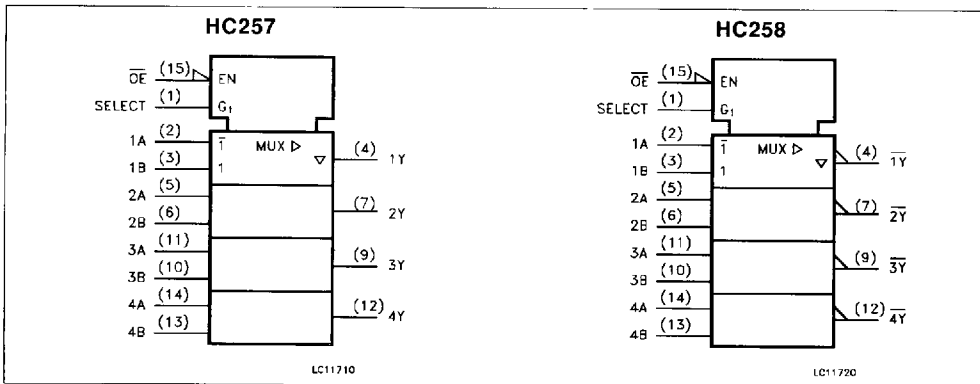 HC257
OE (15) EN
SELECT (1) G1
1A (2) 1 MUX ▷
1B (3) 1
▽ (4) 1Y
2A (5)
2B (6)
(7) 2Y
3A (11)
3B (10)
(9) 3Y
4A (14)
4B (13)
(12) 4Y
LC11710
HC258
OE (15) EN
SELECT (1) G1
1A (2) 1 MUX ▷
1B (3) 1
▽ (4) 1Y
2A (5)
2B (6)
(7) 2Y
3A (11)
3B (10)
(9) 3Y
4A (14)
4B (13)
(12) 4Y
LC11720